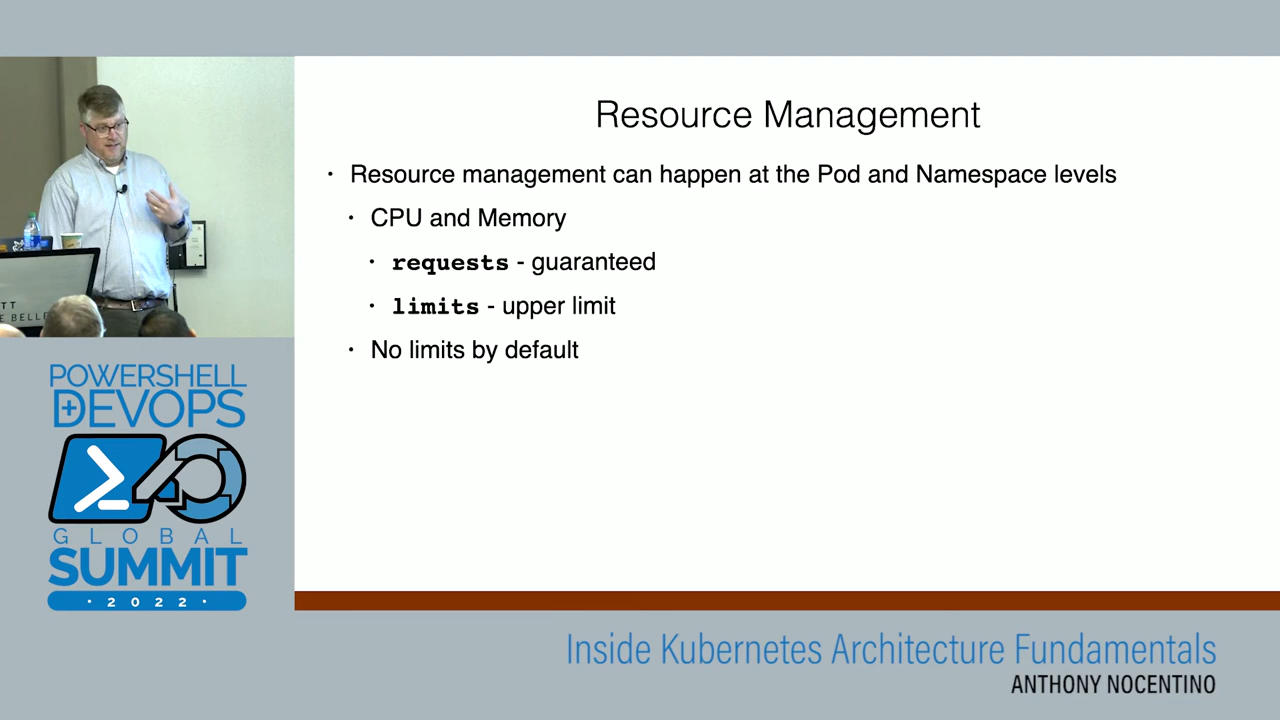 Resource Management
• Resource management can happen at the Pod and Namespace levels
• CPU and Memory
• requests - guaranteed
• limits - upper limit
• No limits by default
POWERSHELL
+ DEVOPS
GLOBAL
SUMMIT
· 2022 ·
Inside Kubernetes Architecture Fundamentals
ANTHONY NOCENTINO